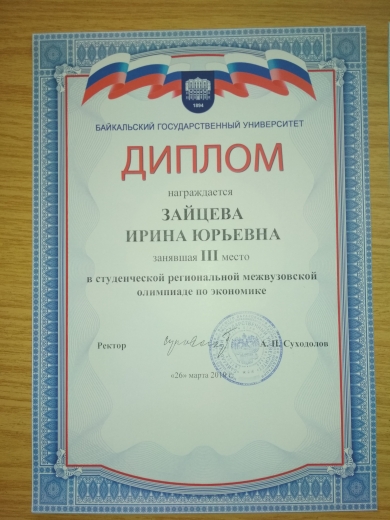 1894
БАЙКАЛЬСКИЙ ГОСУДАРСТВЕННЫЙ УНИВЕРСИТЕТ
ДИПЛОМ
награждается
ЗАЙЦЕВА
ИРИНА ЮРЬЕВНА
занявшая III место
в студенческой региональной межвузовской
олимпиаде по экономике
Ректор А. П. Суходолов
«26» марта г.